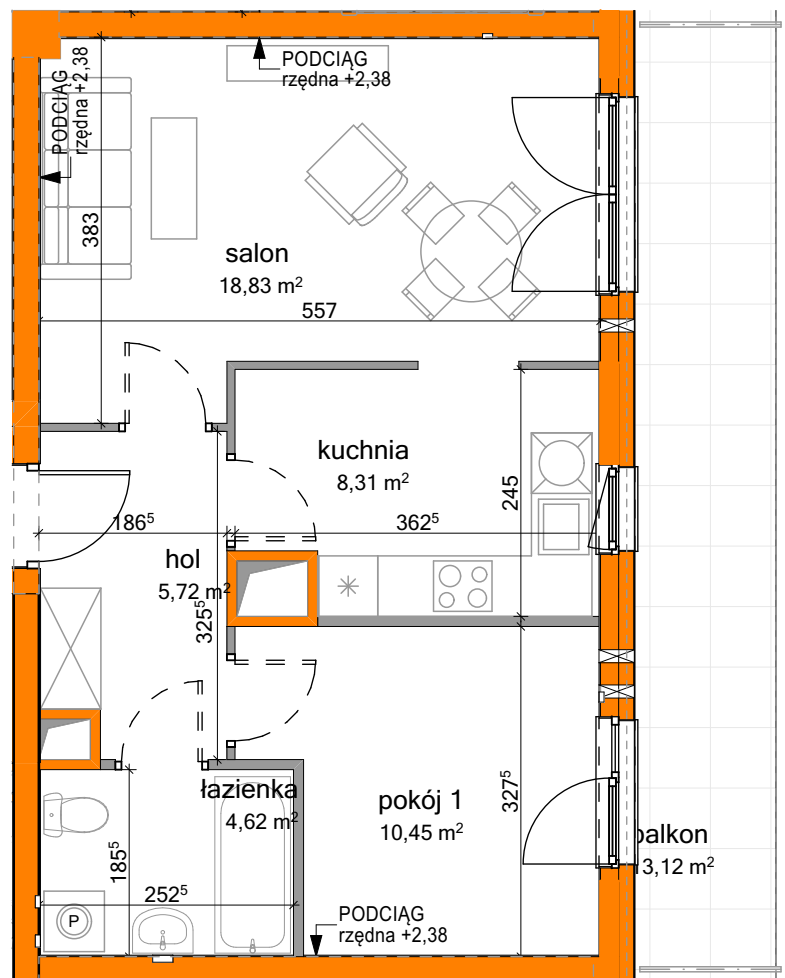 PODCIĄG
rzędna +2,38
PODCIĄG
rzędna +2,38
383
salon
18,83 m²
557
kuchnia
8,31 m²
245
186⁵
362⁵
hol
5,72 m²
325⁵
łazienka
4,62 m²
pokój 1
10,45 m²
327⁵
balkon
13,12 m²
185⁵
252⁵
P
PODCIĄG
rzędna +2,38